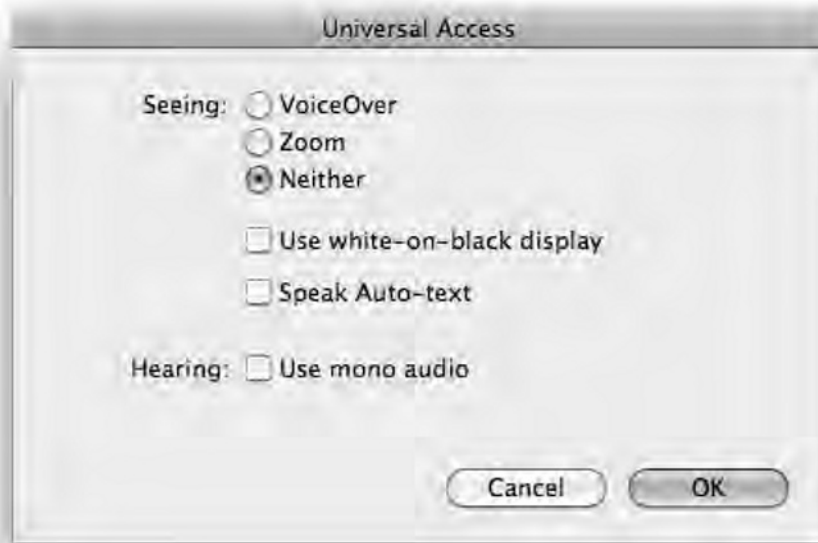 Universal Access
Seeing: VoiceOver
Zoom
Neither
Use white-on-black display
Speak Auto-text
Hearing: Use mono audio
Cancel OK